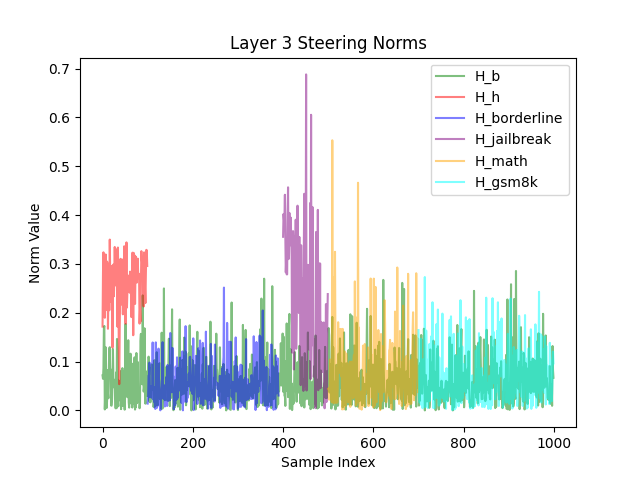 Layer 3 Steering Norms
Norm Value
0.7
0.6
0.5
0.4
0.3
0.2
0.1
0.0
H_b
H_h
H_borderline
H_jailbreak
H_math
H_gsm8k
0 200 400 600 800 1000
Sample Index